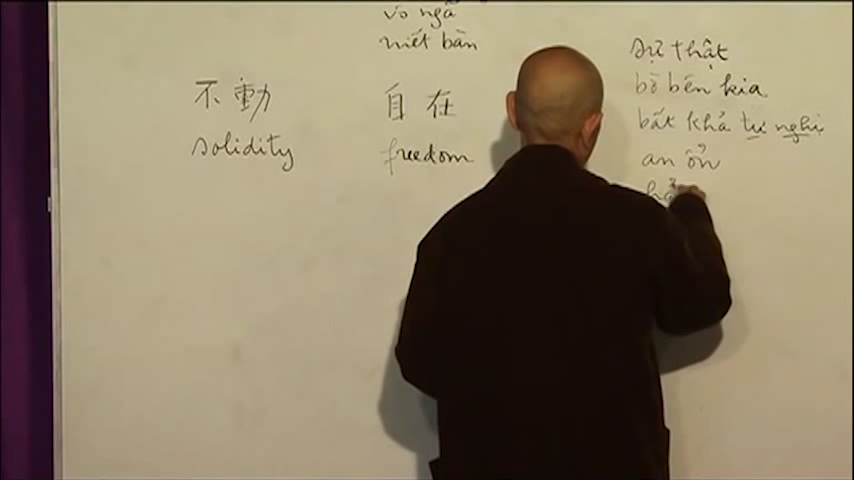 vô ngã
niết bàn
不動
solidity
自在
freedom
sự thật
bờ bên kia
bất khả tư nghị
an ổn